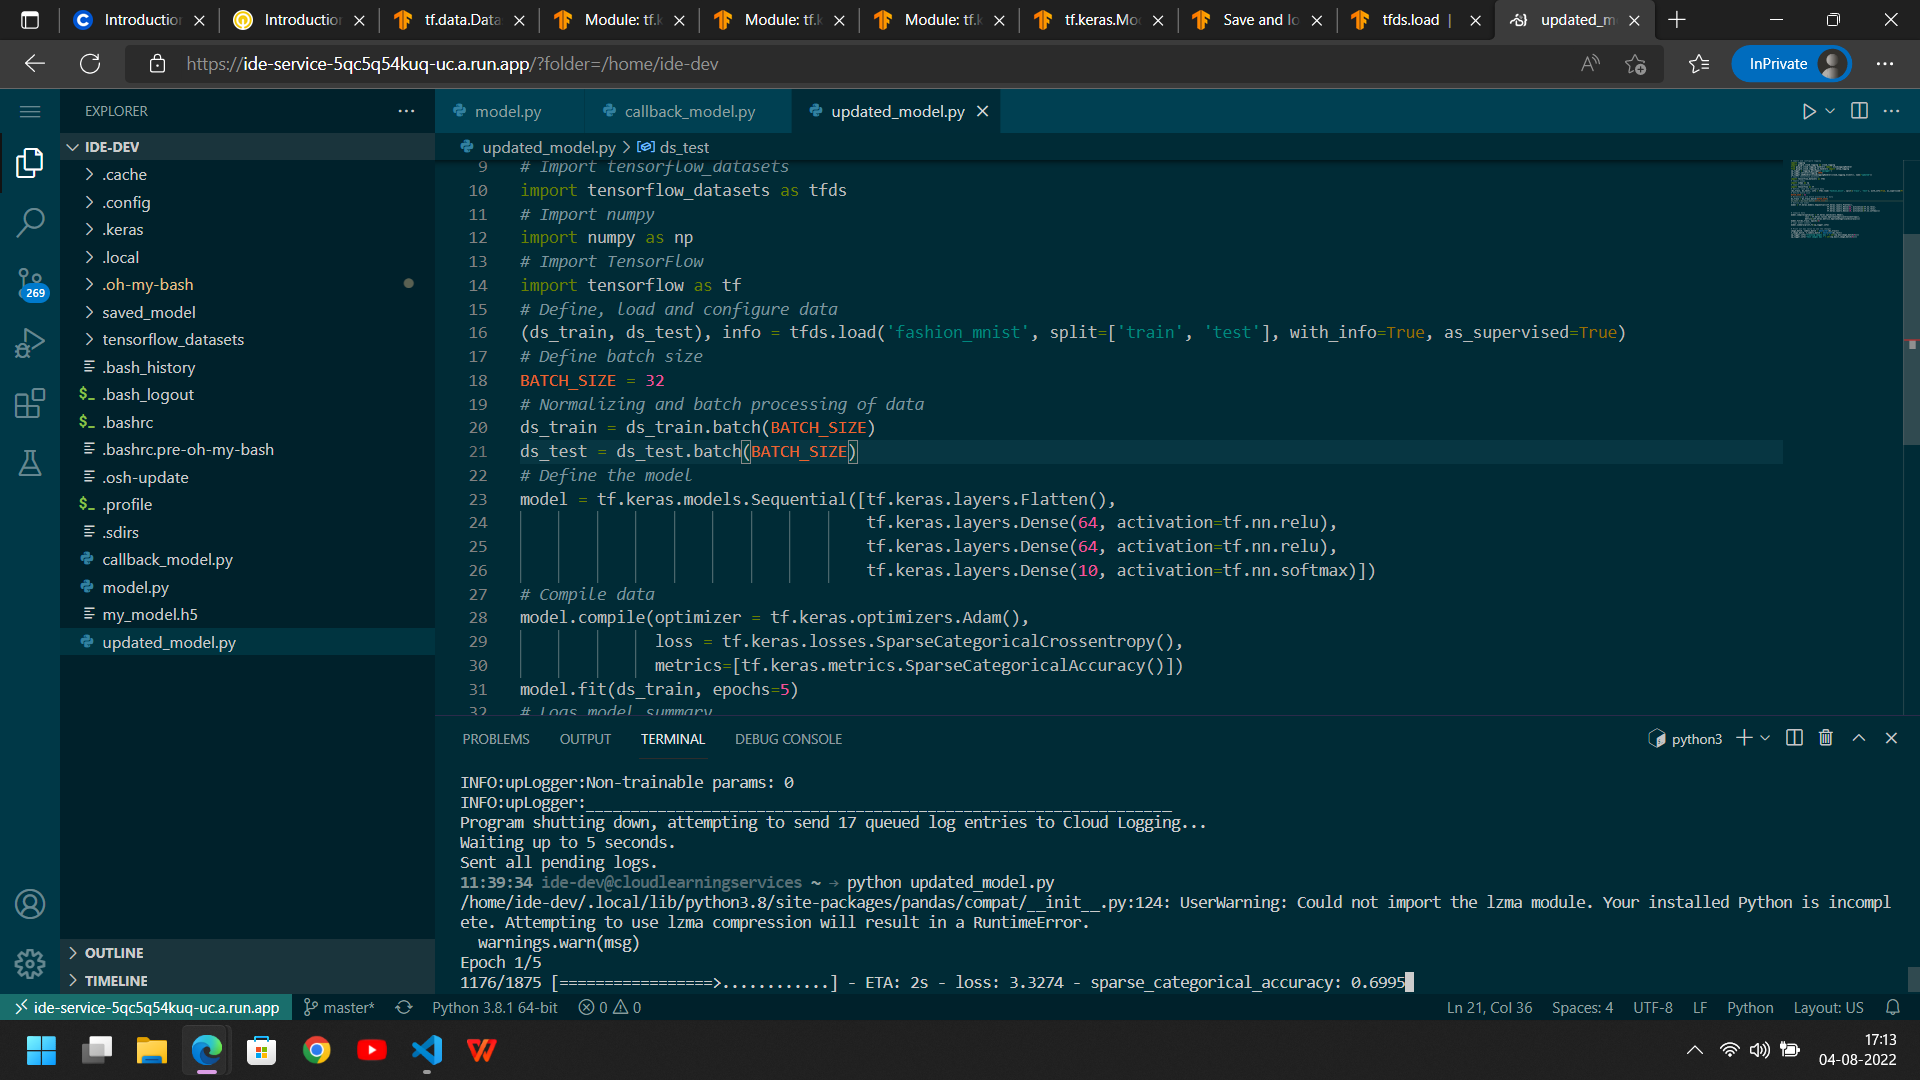 Introduction
Introduction
tf.data.Data
Module: tf.k
Module: tf.k
Module: tf.k
tf.keras.Mo
Save and lo
tfds.load |
updated_m
https://ide-service-5qc5q54kuq-uc.a.run.app/?folder=/home/ide-dev
InPrivate
EXPLORER
model.py
callback_model.py
updated_model.py
IDE-DEV
.cache
.config
.keras
.local
.oh-my-bash
saved_model
tensorflow_datasets
.bash_history
.bash_logout
.bashrc
.bashrc.pre-oh-my-bash
.osh-update
.profile
.sdirs
callback_model.py
model.py
my_model.h5
updated_model.py
269
OUTLINE
TIMELINE
updated_model.py > ds_test
9 # Import tensorflow_datasets
10 import tensorflow_datasets as tfds
11 # Import numpy
12 import numpy as np
13 # Import TensorFlow
14 import tensorflow as tf
15 # Define, load and configure data
16 (ds_train, ds_test), info = tfds.load('fashion_mnist', split=['train', 'test'], with_info=True, as_supervised=True)
17 # Define batch size
18 BATCH_SIZE = 32
19 # Normalizing and batch processing of data
20 ds_train = ds_train.batch(BATCH_SIZE)
21 ds_test = ds_test.batch(BATCH_SIZE)
22 # Define the model
23 model = tf.keras.models.Sequential([tf.keras.layers.Flatten(),
24 tf.keras.layers.Dense(64, activation=tf.nn.relu),
25 tf.keras.layers.Dense(64, activation=tf.nn.relu),
26 tf.keras.layers.Dense(10, activation=tf.nn.softmax)])
27 # Compile data
28 model.compile(optimizer = tf.keras.optimizers.Adam(),
29 loss = tf.keras.losses.SparseCategoricalCrossentropy(),
30 metrics=[tf.keras.metrics.SparseCategoricalAccuracy()])
31 model.fit(ds_train, epochs=5)
32 # Logs model summary
PROBLEMS OUTPUT TERMINAL DEBUG CONSOLE
python3
INFO:upLogger:Non-trainable params: 0
INFO:upLogger:_________________________________________________________________
Program shutting down, attempting to send 17 queued log entries to Cloud Logging...
Waiting up to 5 seconds.
Sent all pending logs.
11:39:34 ide-dev@cloudlearningservices ~ → python updated_model.py
/home/ide-dev/.local/lib/python3.8/site-packages/pandas/compat/__init__.py:124: UserWarning: Could not import the lzma module. Your installed Python is incompl
ete. Attempting to use lzma compression will result in a RuntimeError.
warnings.warn(msg)
Epoch 1/5
1176/1875 [=================>............] - ETA: 2s - loss: 3.3274 - sparse_categorical_accuracy: 0.6995
ide-service-5qc5q54kuq-uc.a.run.app master* Python 3.8.1 64-bit 0 0 Ln 21, Col 36 Spaces: 4 UTF-8 LF Python Layout: US
17:13
04-08-2022